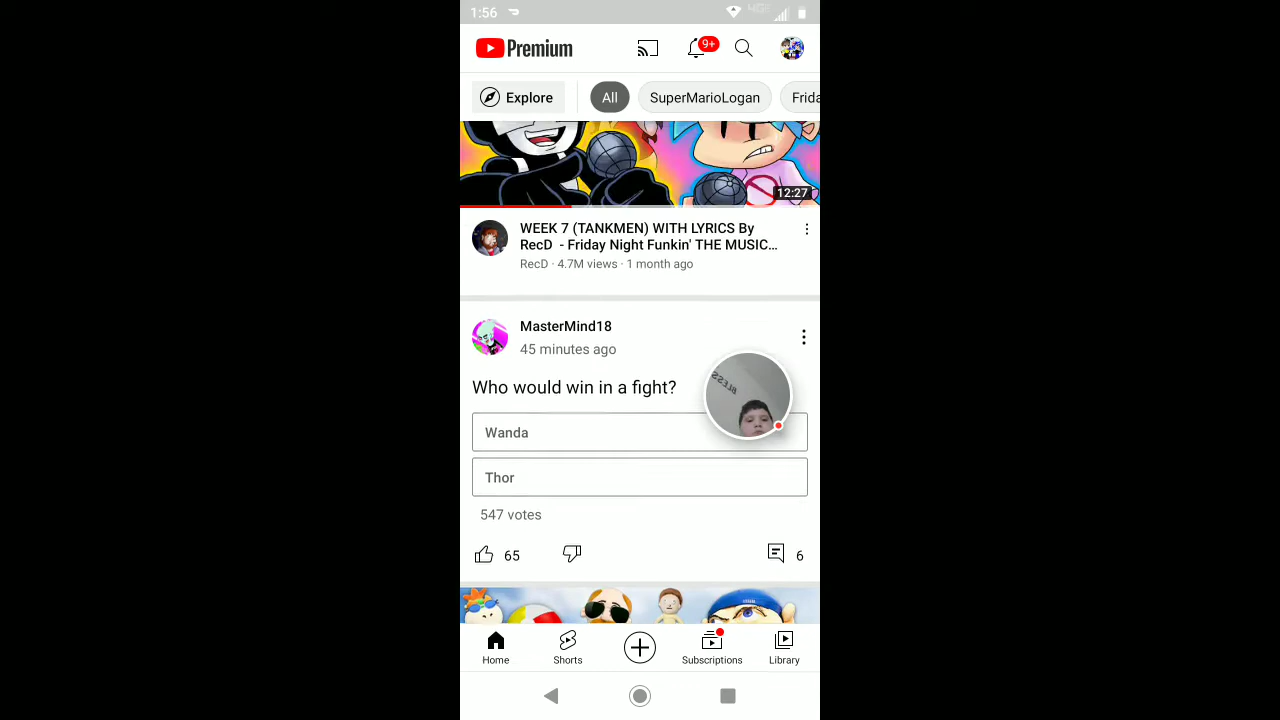 1:56
4GE
Premium
9+
Explore
All
SuperMarioLogan
Frida
12:27
WEEK 7 (TANKMEN) WITH LYRICS By
RecD - Friday Night Funkin' THE MUSIC...
RecD · 4.7M views · 1 month ago
MasterMind18
45 minutes ago
BLESS
Who would win in a fight?
Wanda
Thor
547 votes
65
6
Home
Shorts
Subscriptions
Library